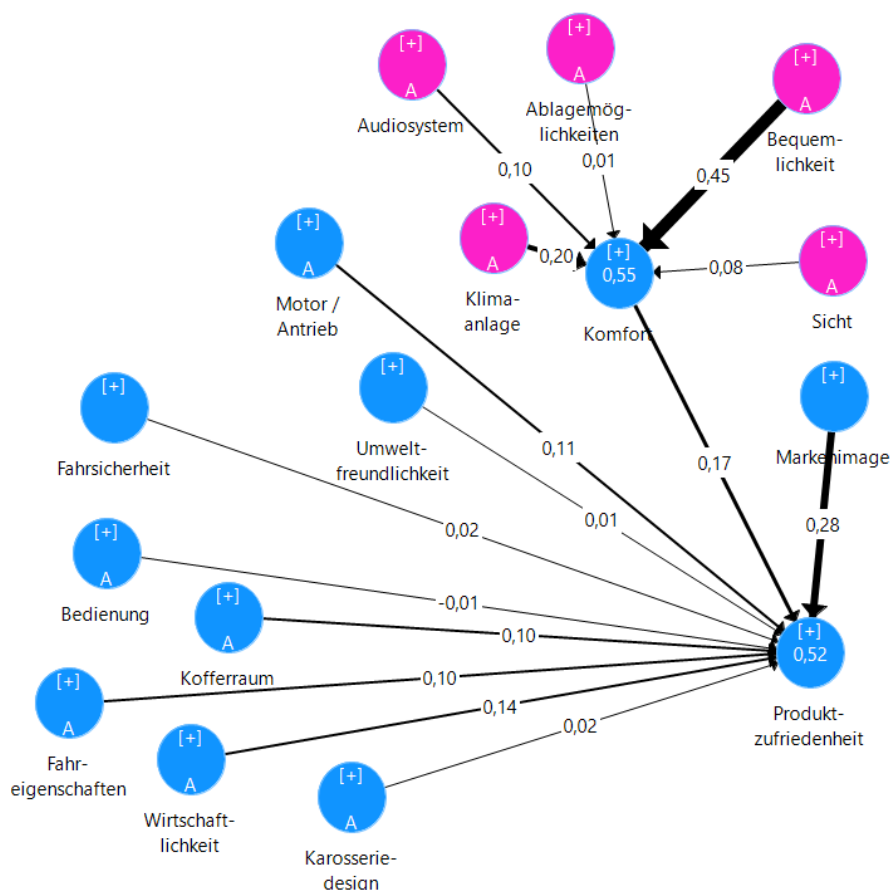 [+]
A
Audiosystem
[+]
A
Ablagemög-
lichkeiten
[+]
A
Bequem-
lichkeit
0,10
0,01
0,45
[+]
A
Motor /
Antrieb
[+]
A
Klima-
anlage
0,20
[+]
0,55
Komfort
0,08
[+]
A
Sicht
[+]
Fahrsicherheit
[+]
Umwelt-
freundlichkeit
[+]
Markenimage
0,11
0,17
0,01
0,28
0,02
[+]
A
Bedienung
-0,01
[+]
A
Kofferraum
0,10
[+]
0,52
Produkt-
zufriedenheit
[+]
A
Fahr-
eigenschaften
0,10
[+]
A
Wirtschaft-
lichkeit
0,14
[+]
A
Karosserie-
design
0,02